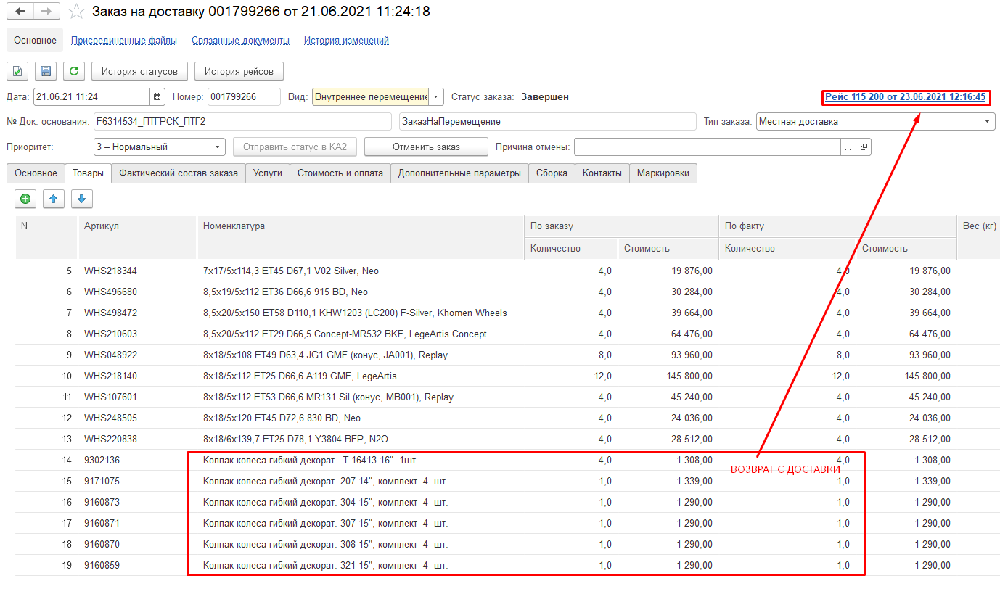 Заказ на доставку 001799266 от 21.06.2021 11:24:18
Основное Присоединенные файлы Связанные документы История изменений
История статусов История рейсов
Дата: 21.06.21 11:24 Номер: 001799266 Вид: Внутреннее перемещение Статус заказа: Завершен Рейс 115 200 от 23.06.2021 12:16:45
№ Док. основания: F6314534_ПТГРСК_ПТГ2 ЗаказНаПеремещение Тип заказа: Местная доставка
Приоритет: 3 – Нормальный Отправить статус в КА2 Отменить заказ Причина отмены: ...
Основное Товары Фактический состав заказа Услуги Стоимость и оплата Дополнительные параметры Сборка Контакты Маркировки
N Артикул Номенклатура По заказу По факту Вес (кг)
Количество Стоимость Количество Стоимость
5 WHS218344 7x17/5x114,3 ET45 D67,1 V02 Silver, Neo 4,0 19 876,00 4,0 19 876,00
6 WHS496680 8,5x19/5x112 ET36 D66,6 915 BD, Neo 4,0 30 284,00 4,0 30 284,00
7 WHS498472 8,5x20/5x150 ET58 D110,1 KHW1203 (LC200) F-Silver, Khomen Wheels 4,0 39 664,00 4,0 39 664,00
8 WHS210603 8,5x20/5x112 ET29 D66,5 Concept-MR532 BKF, LegeArtis Concept 4,0 64 476,00 4,0 64 476,00
9 WHS048922 8x18/5x108 ET49 D63,4 JG1 GMF (конус, JA001), Replay 8,0 93 960,00 8,0 93 960,00
10 WHS218140 8x18/5x112 ET25 D66,6 A119 GMF, LegeArtis 12,0 145 800,00 12,0 145 800,00
11 WHS107601 8x18/5x112 ET53 D66,6 MR131 Sil (конус, MB001), Replay 4,0 45 240,00 4,0 45 240,00
12 WHS248505 8x18/5x120 ET45 D72,6 830 BD, Neo 4,0 24 036,00 4,0 24 036,00
13 WHS220838 8x18/6x139,7 ET25 D78,1 Y3804 BFP, N2O 4,0 28 512,00 4,0 28 512,00
14 9302136 Колпак колеса гибкий декорат. T-16413 16" 1шт. 4,0 1 308,00 4,0 1 308,00
ВОЗВРАТ С ДОСТАВКИ
15 9171075 Колпак колеса гибкий декорат. 207 14", комплект 4 шт. 1,0 1 339,00 1,0 1 339,00
16 9160873 Колпак колеса гибкий декорат. 304 15", комплект 4 шт. 1,0 1 290,00 1,0 1 290,00
17 9160871 Колпак колеса гибкий декорат. 307 15", комплект 4 шт. 1,0 1 290,00 1,0 1 290,00
18 9160870 Колпак колеса гибкий декорат. 308 15", комплект 4 шт. 1,0 1 290,00 1,0 1 290,00
19 9160859 Колпак колеса гибкий декорат. 321 15", комплект 4 шт. 1,0 1 290,00 1,0 1 290,00